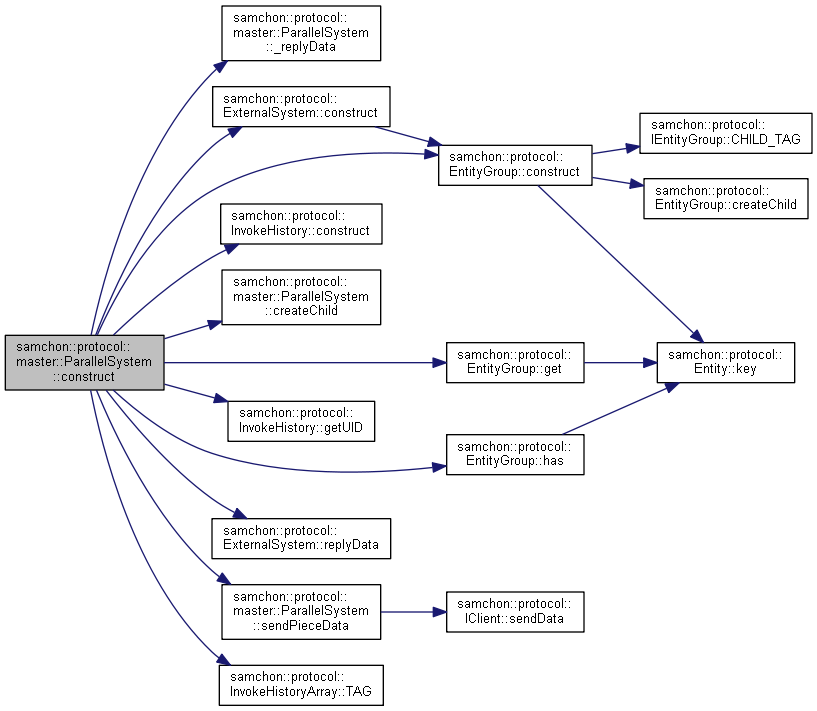 samchon::protocol::
master::ParallelSystem
::_replyData
samchon::protocol::
ExternalSystem::construct
samchon::protocol::
IEntityGroup::CHILD_TAG
samchon::protocol::
EntityGroup::construct
samchon::protocol::
EntityGroup::createChild
samchon::protocol::
InvokeHistory::construct
samchon::protocol::
master::ParallelSystem
::createChild
samchon::protocol::
master::ParallelSystem
::construct
samchon::protocol::
EntityGroup::get
samchon::protocol::
Entity::key
samchon::protocol::
InvokeHistory::getUID
samchon::protocol::
EntityGroup::has
samchon::protocol::
ExternalSystem::replyData
samchon::protocol::
master::ParallelSystem
::sendPieceData
samchon::protocol::
IClient::sendData
samchon::protocol::
InvokeHistoryArray::TAG